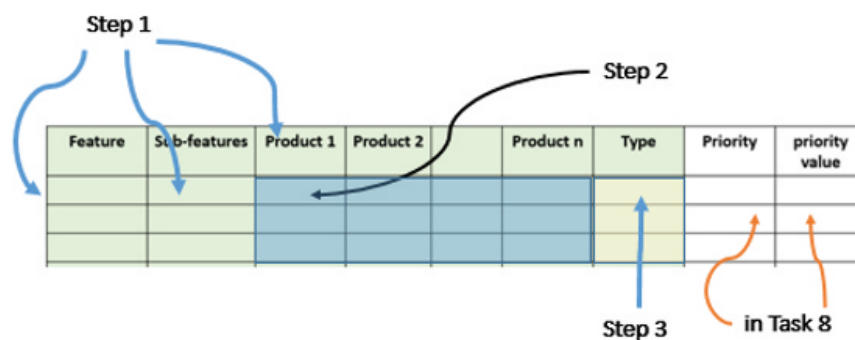 Step 1
Step 2
Feature Sub-features Product 1 Product 2 Product n Type Priority priority
value
Step 3
in Task 8